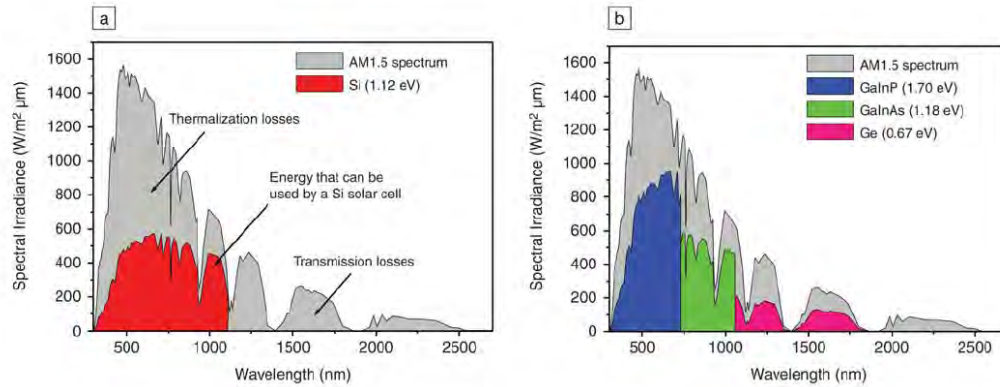 a
Spectral Irradiance (W/m² μm)
1600
1400
1200
1000
800
600
400
200
0
AM1.5 spectrum
Si (1.12 eV)
Thermalization losses
Energy that can be
used by a Si solar cell
Transmission losses
500
1000
1500
2000
2500
Wavelength (nm)
b
Spectral Irradiance (W/m² μm)
1600
1400
1200
1000
800
600
400
200
0
AM1.5 spectrum
GaInP (1.70 eV)
GaInAs (1.18 eV)
Ge (0.67 eV)
500
1000
1500
2000
2500
Wavelength (nm)